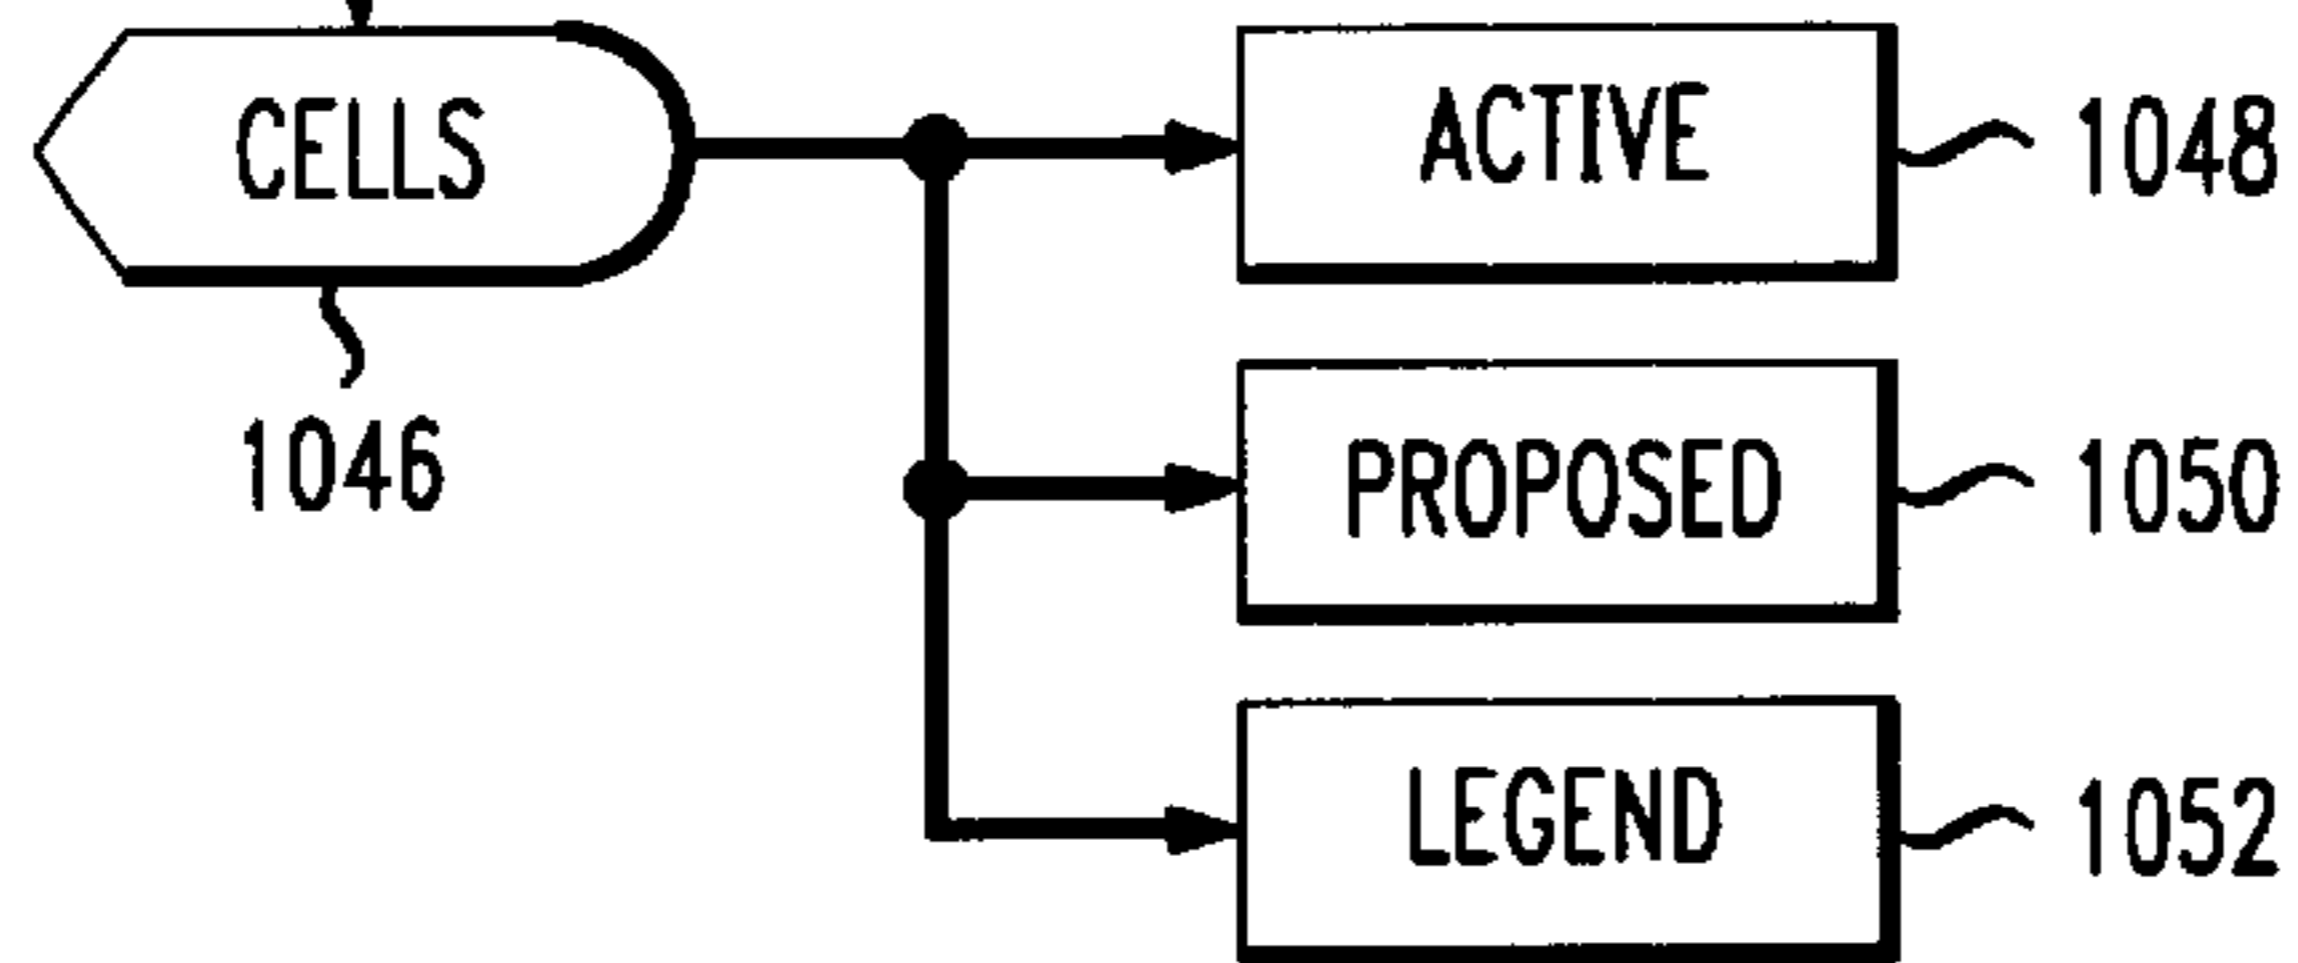 CELLS
1046
ACTIVE
1048
PROPOSED
1050
LEGEND
1052